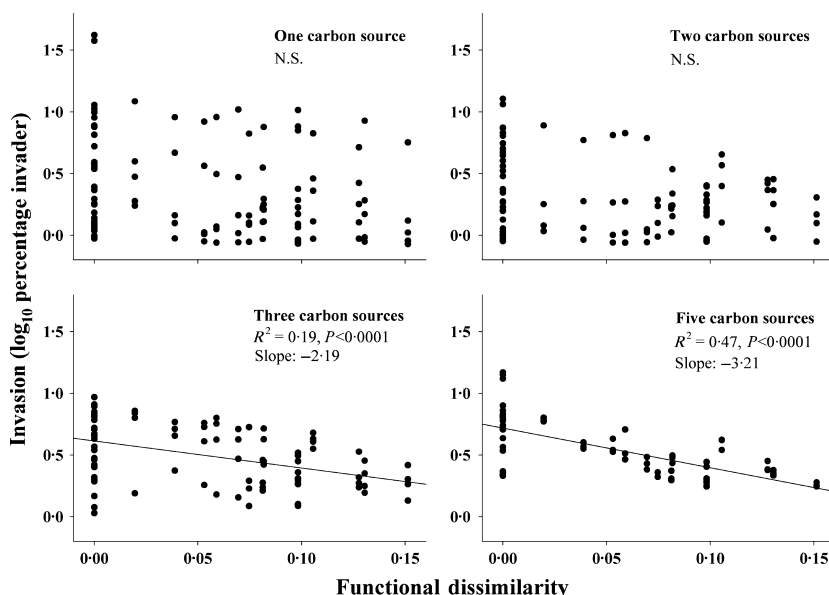 One carbon source
N.S.
Two carbon sources
N.S.
1·5
1·0
0·5
0·0
Invasion (log10 percentage invader)
Three carbon sources
R² = 0·19, P<0·0001
Slope: −2·19
Five carbon sources
R² = 0·47, P<0·0001
Slope: −3·21
1·5
1·0
0·5
0·0
0·00 0·05 0·10 0·15 0·00 0·05 0·10 0·15
Functional dissimilarity